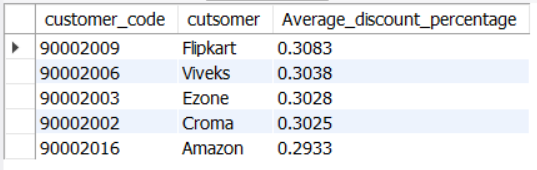 customer_code cutsomer Average_discount_percentage
90002009 Flipkart 0.3083
90002006 Viveks 0.3038
90002003 Ezone 0.3028
90002002 Croma 0.3025
90002016 Amazon 0.2933